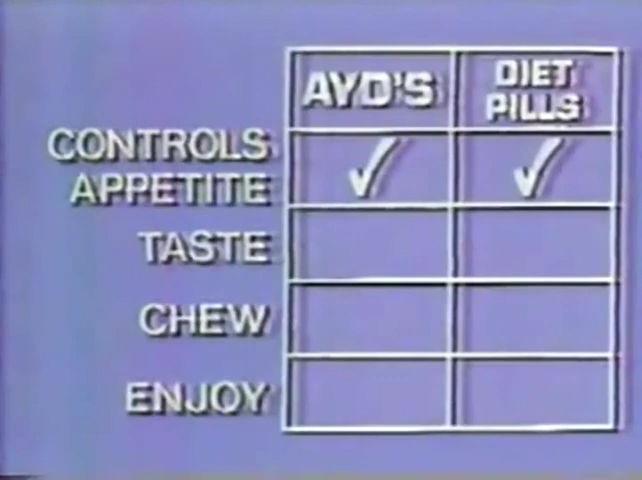 AYD'S
DIET
PILLS
CONTROLS
APPETITE
✓ ✓
TASTE
CHEW
ENJOY